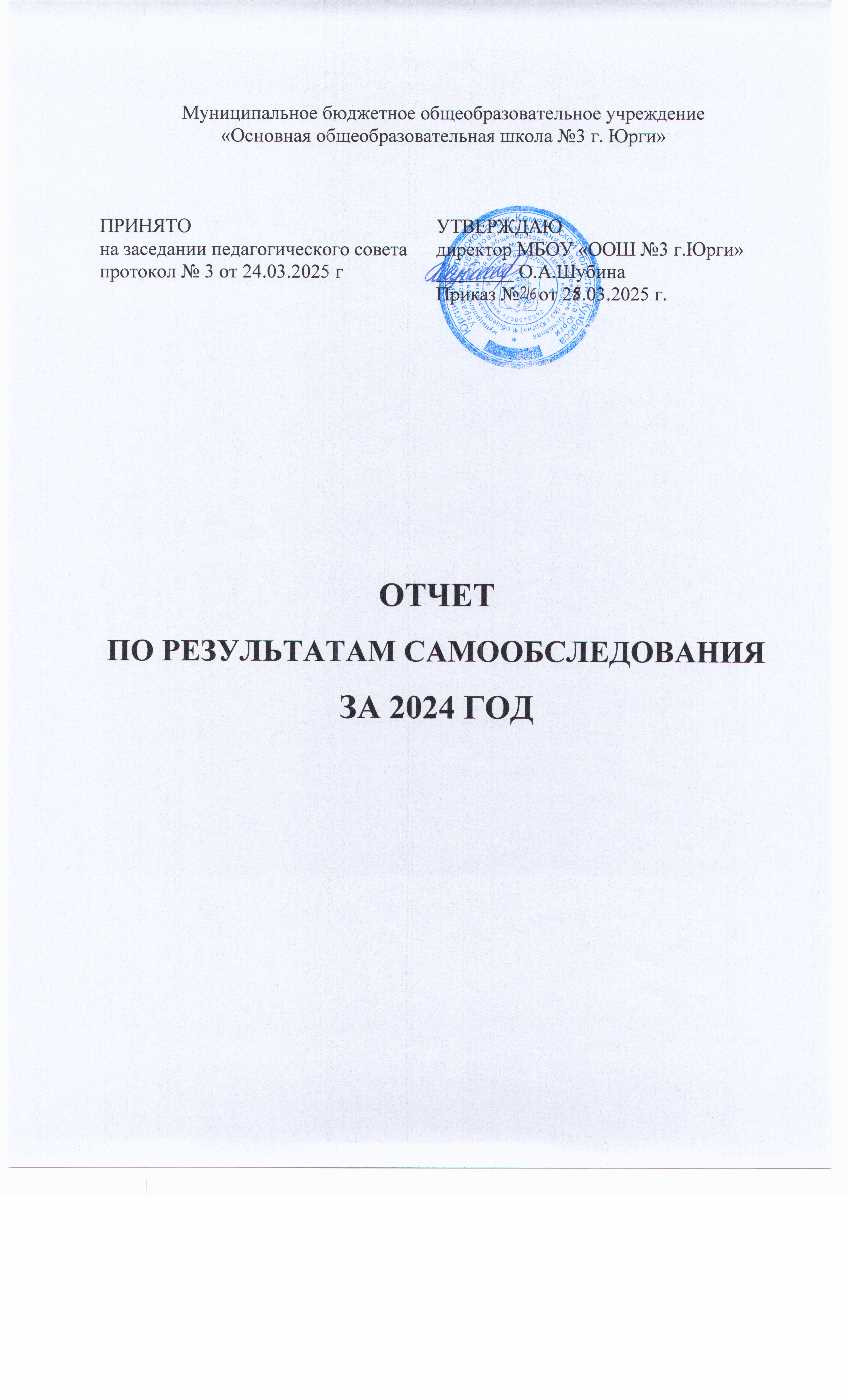 Муниципальное бюджетное общеобразовательное учреждение
«Основная общеобразовательная школа №3 г. Юрги»
ПРИНЯТО
на заседании педагогического совета
протокол № 3 от 24.03.2025 г
УТВЕРЖДАЮ
директор МБОУ «ООШ №3 г.Юрги»
О.А.Шубина
Приказ № от 25.03.2025 г.
ОТЧЕТ
ПО РЕЗУЛЬТАТАМ САМООБСЛЕДОВАНИЯ
ЗА 2024 ГОД